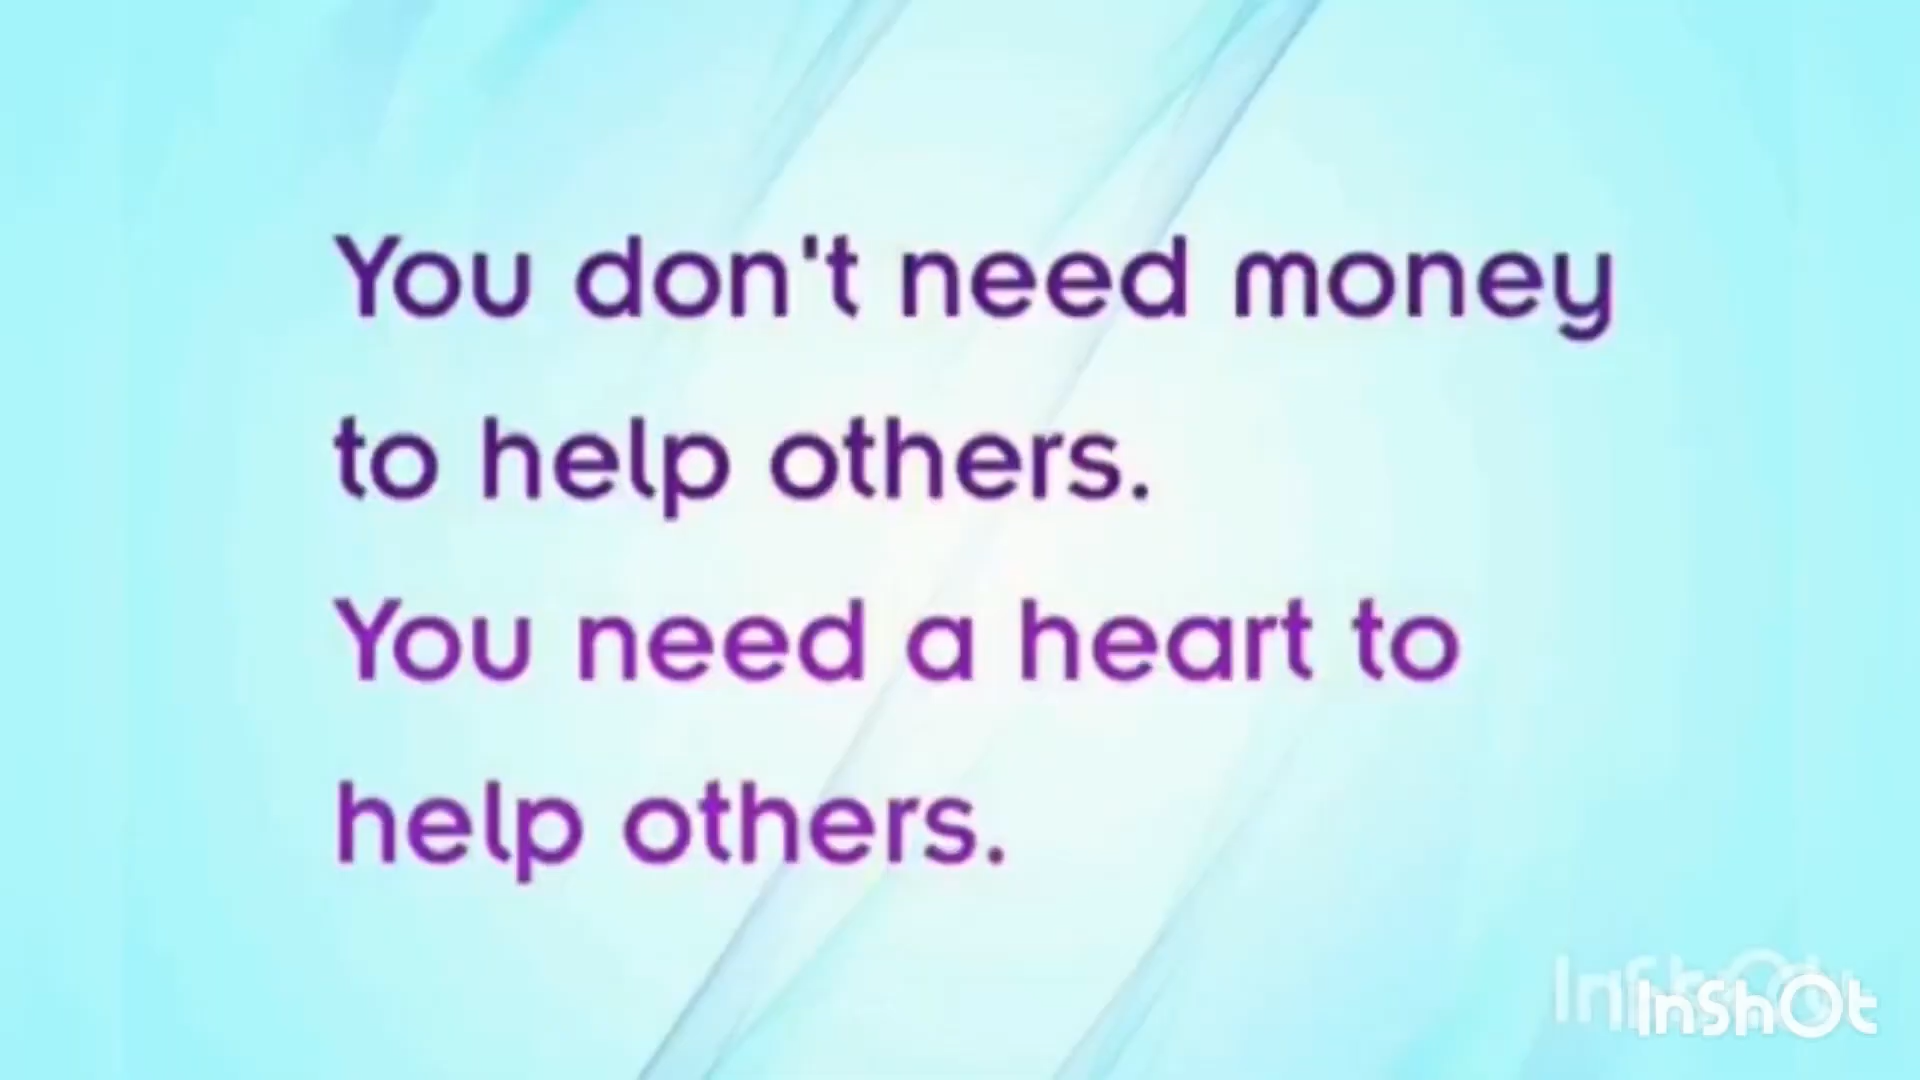 You don't need money
to help others.
You need a heart to
help others.
InShOt